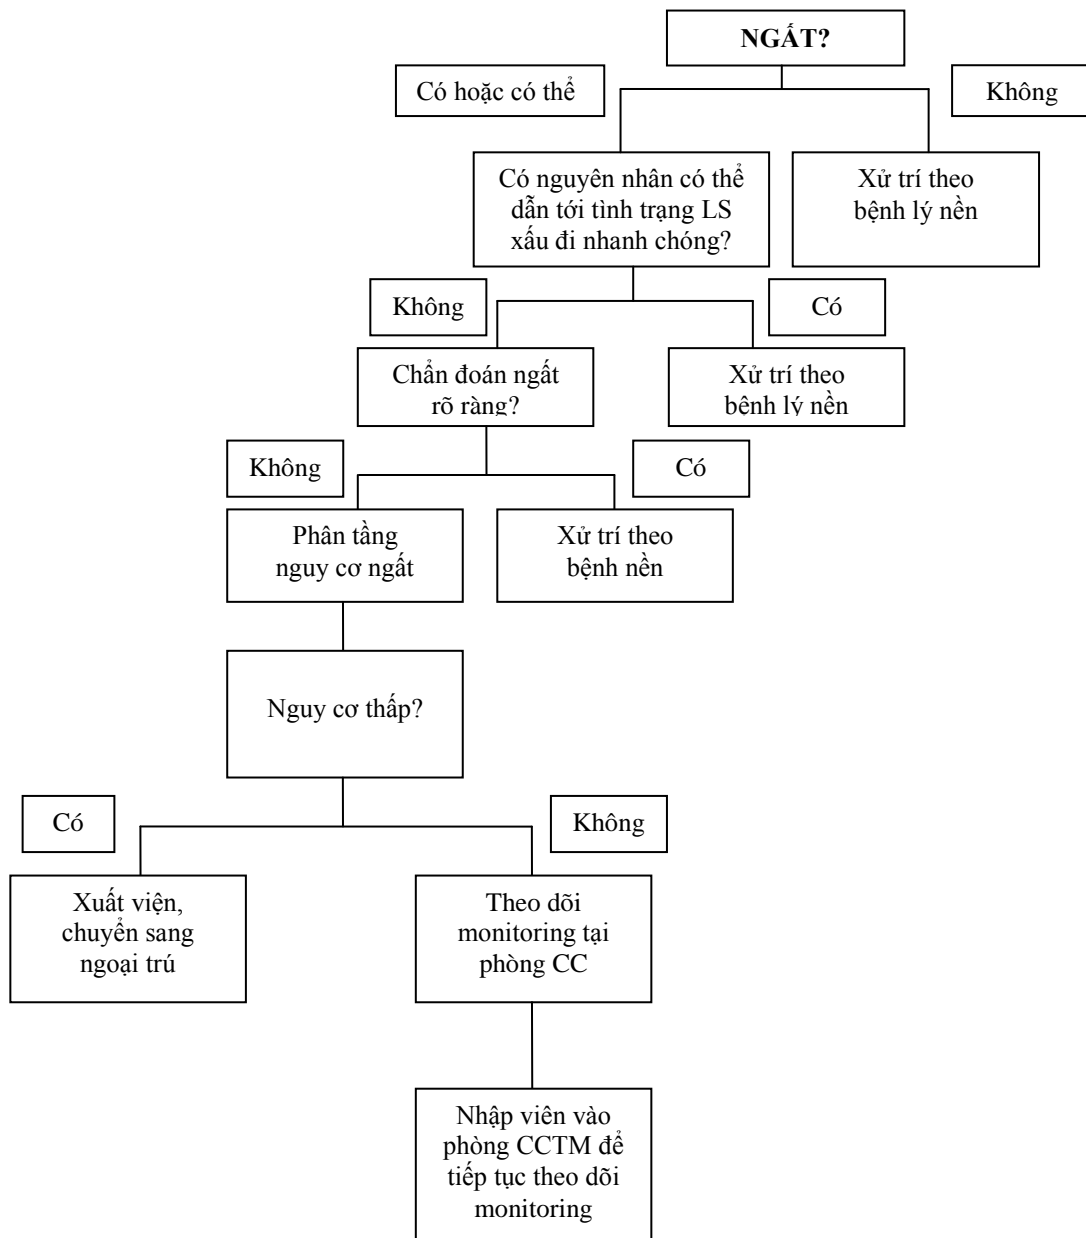 NGẤT?
Có hoặc có thể
Không
Có nguyên nhân có thể
dẫn tới tình trạng LS
xấu đi nhanh chóng?
Xử trí theo
bệnh lý nền
Không
Có
Chẩn đoán ngất
rõ ràng?
Xử trí theo
bệnh lý nền
Không
Có
Phân tầng
nguy cơ ngất
Xử trí theo
bệnh nền
Nguy cơ thấp?
Có
Không
Xuất viện,
chuyển sang
ngoại trú
Theo dõi
monitoring tại
phòng CC
Nhập viên vào
phòng CCTM để
tiếp tục theo dõi
monitoring